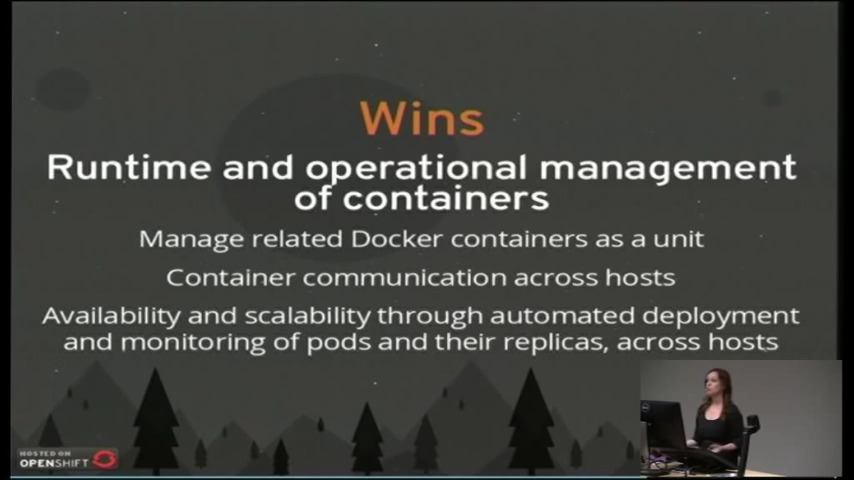 Wins
Runtime and operational management
of containers
Manage related Docker containers as a unit
Container communication across hosts
Availability and scalability through automated deployment
and monitoring of pods and their replicas, across hosts
HOSTED ON
OPENSHIFT